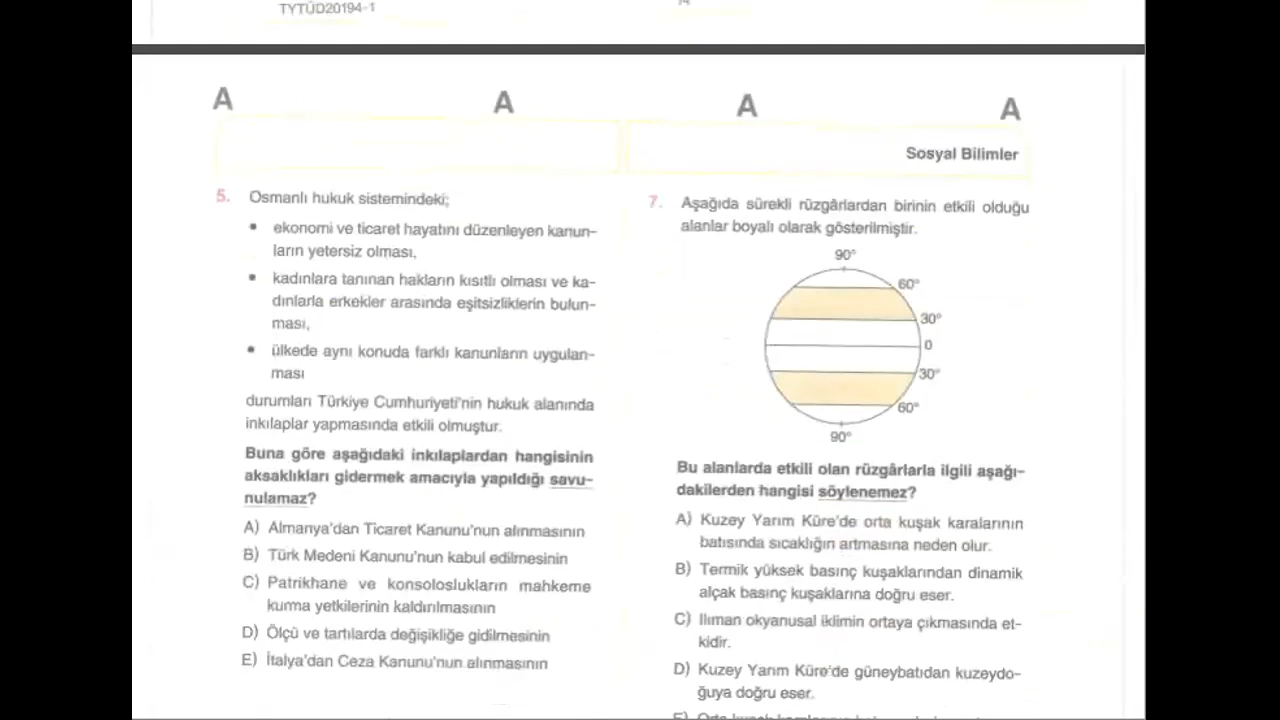 TYTÜD20194-1
14
A A A A
Sosyal Bilimler
5. Osmanlı hukuk sistemindeki;
• ekonomi ve ticaret hayatını düzenleyen kanun-
ların yetersiz olması,
• kadınlara tanınan hakların kısıtlı olması ve ka-
dınlarla erkekler arasında eşitsizliklerin bulun-
ması,
• ülkede aynı konuda farklı kanunların uygulan-
ması
durumları Türkiye Cumhuriyeti'nin hukuk alanında
inkılaplar yapmasında etkili olmuştur.
Buna göre aşağıdaki inkılaplardan hangisinin
aksaklıkları gidermek amacıyla yapıldığı savu-
nulamaz?
A) Almanya'dan Ticaret Kanunu'nun alınmasının
B) Türk Medeni Kanunu'nun kabul edilmesinin
C) Patrikhane ve konsoloslukların mahkeme
kurma yetkilerinin kaldırılmasının
D) Ölçü ve tartılarda değişikliğe gidilmesinin
E) İtalya'dan Ceza Kanunu'nun alınmasının
7. Aşağıda sürekli rüzgârlardan birinin etkili olduğu
alanlar boyalı olarak gösterilmiştir.
90°
60°
30°
0
30°
60°
90°
Bu alanlarda etkili olan rüzgârlarla ilgili aşağı-
dakilerden hangisi söylenemez?
A) Kuzey Yarım Küre'de orta kuşak karalarının
batısında sıcaklığın artmasına neden olur.
B) Termik yüksek basınç kuşaklarından dinamik
alçak basınç kuşaklarına doğru eser.
C) Ilıman okyanusal iklimin ortaya çıkmasında et-
kidir.
D) Kuzey Yarım Küre'de güneybatıdan kuzeydo-
ğuya doğru eser.
E) Orta kuşak